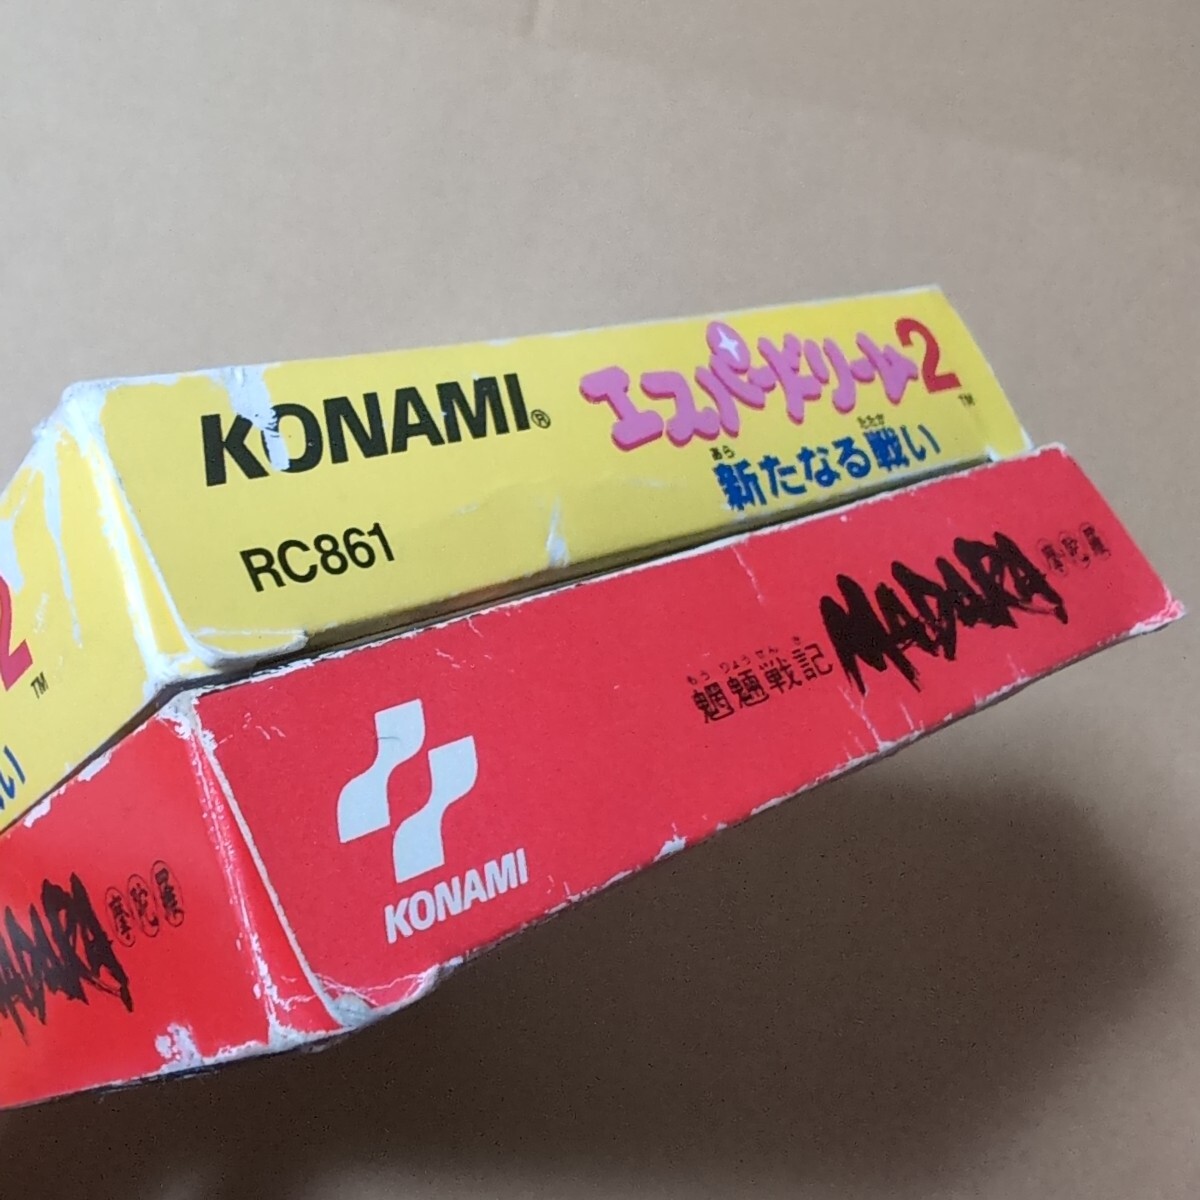 KONAMI®
RC861
エスパードリーム2
TM
あら たたか
新たなる戦い
もうりょうせん き
魍魎戦記
MADARA
摩陀羅
KONAMI
2
TM
い
MADARA
摩陀羅